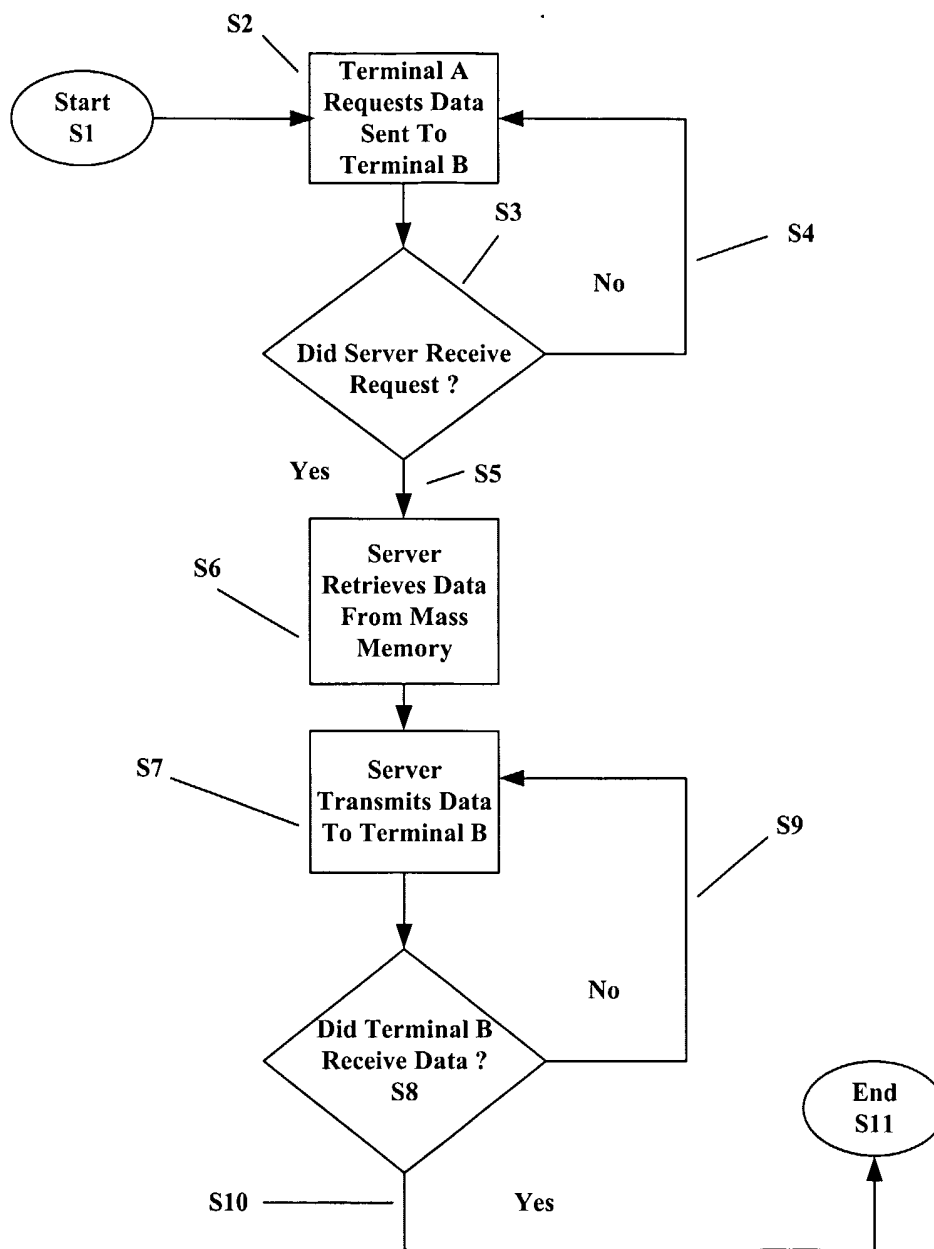 S2
Start
S1
Terminal A
Requests Data
Sent To
Terminal B
S3
S4
No
Did Server Receive
Request ?
Yes
S5
Server
Retrieves Data
From Mass
Memory
S6
S7
Server
Transmits Data
To Terminal B
S9
No
Did Terminal B
Receive Data ?
S8
End
S11
S10
Yes